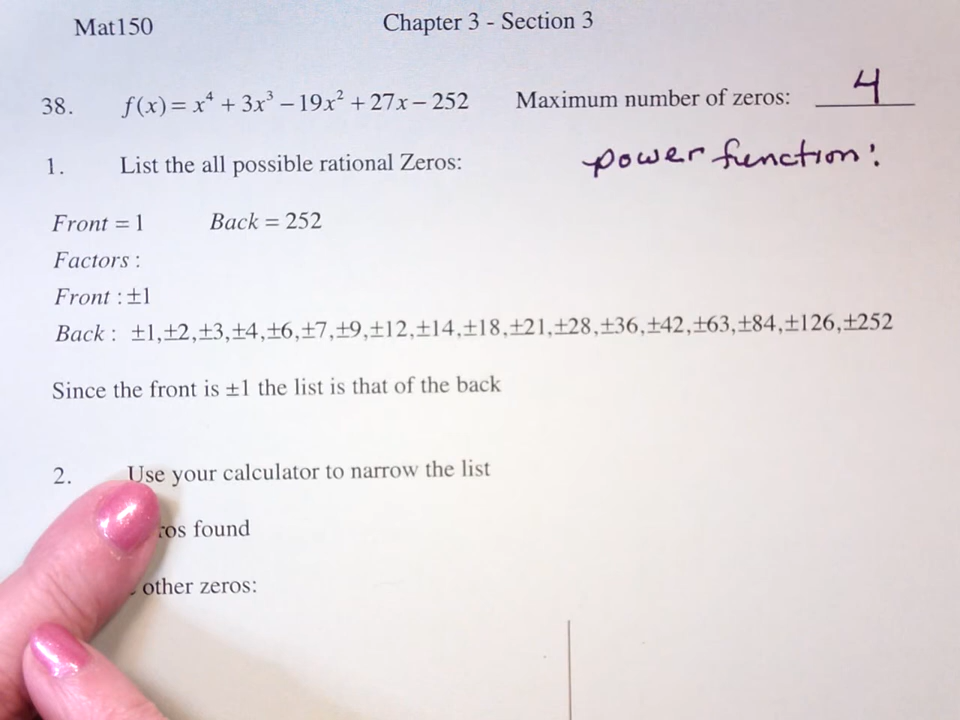 Mat150 Chapter 3 - Section 3
38. f(x) = x⁴ + 3x³ – 19x² + 27x – 252 Maximum number of zeros: 4
1. List the all possible rational Zeros: power function:
Front = 1 Back = 252
Factors :
Front : ±1
Back : ±1,±2,±3,±4,±6,±7,±9,±12,±14,±18,±21,±28,±36,±42,±63,±84,±126,±252
Since the front is ±1 the list is that of the back
2. Use your calculator to narrow the list
found
other zeros: